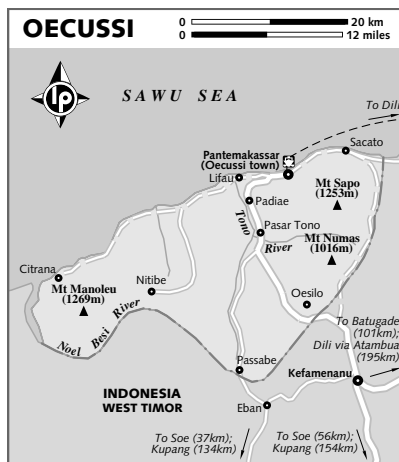 OECUSSI
0 20 km
0 12 miles
lp
SAWU SEA
To Dili
Sacato
Pantemakassar
(Oecussi town)
Lifau
Mt Sapo
(1253m)
Padiae
Tono
Pasar Tono
River
Mt Numas
(1016m)
Citrana
Mt Manoleu
(1269m)
Nitibe
Oesilo
Noel Besi River
To Batugade
(101km);
Dili via Atambua
(195km)
Passabe
Kefamenanu
INDONESIA
WEST TIMOR
Eban
To Soe (37km);
Kupang (134km)
To Soe (56km);
Kupang (154km)